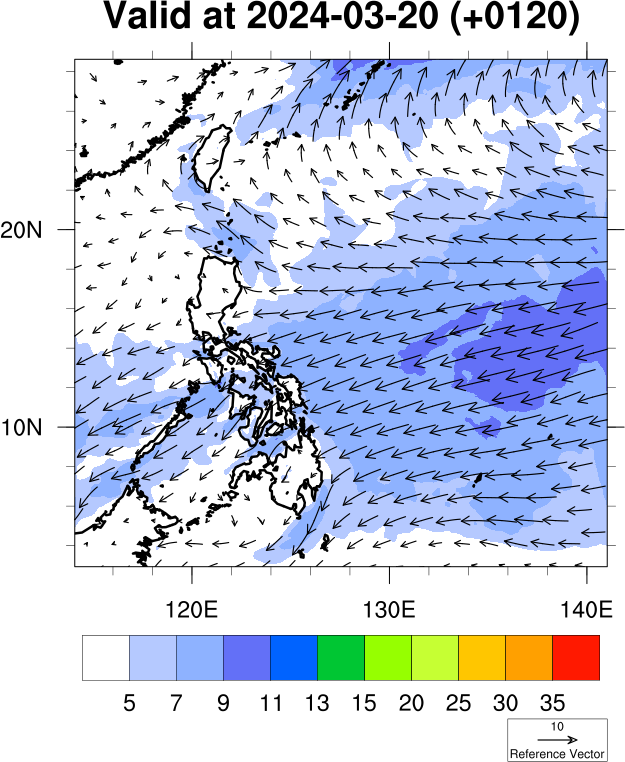 Valid at 2024-03-20 (+0120)
20N
10N
120E 130E 140E
5 7 9 11 13 15 20 25 30 35
10
Reference Vector